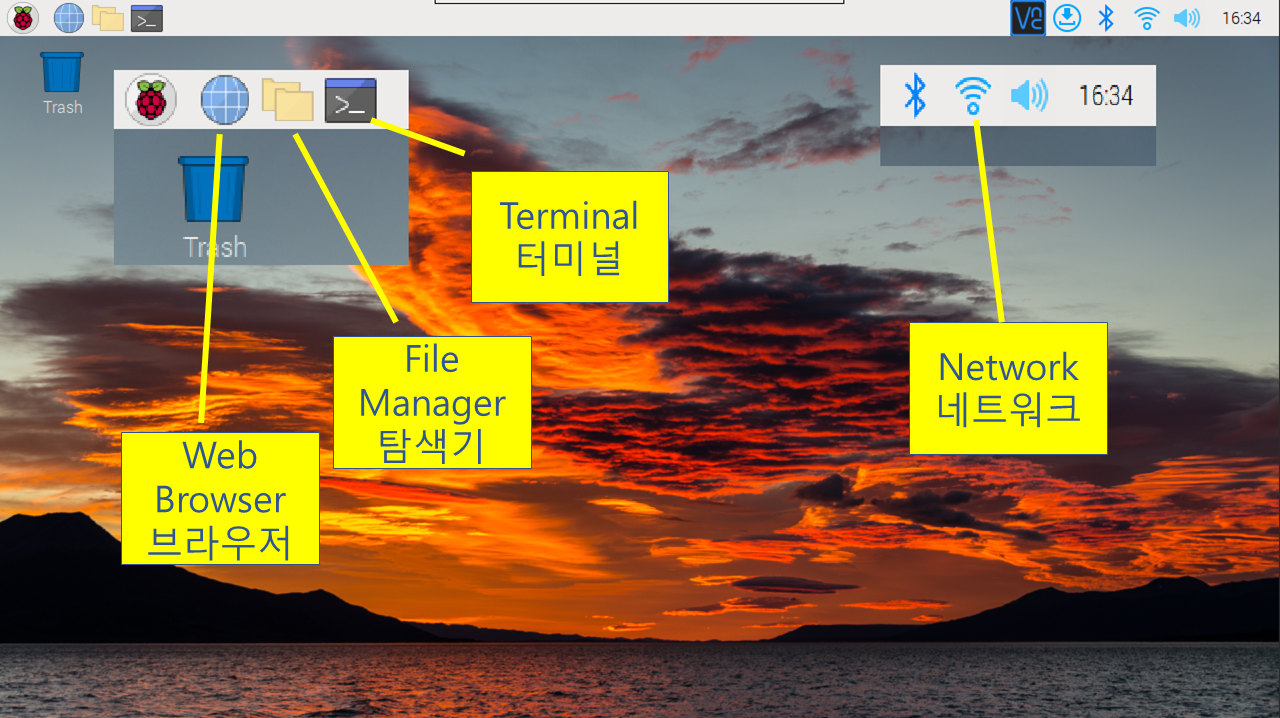 >_
V2
16:34
Trash
>_
16:34
Trash
Terminal
터미널
File
Manager
탐색기
Network
네트워크
Web
Browser
브라우저